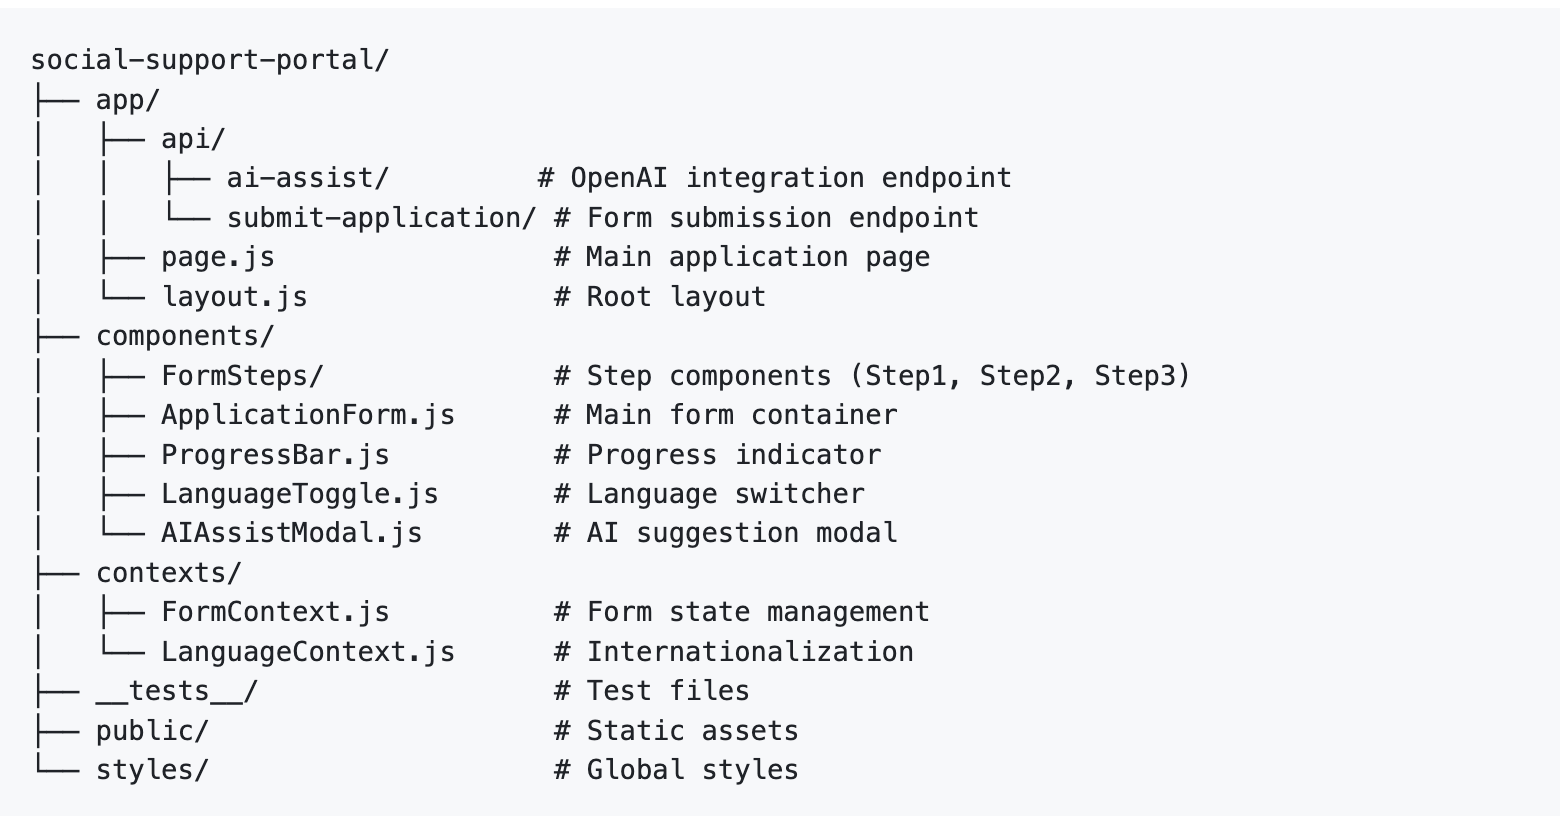 social-support-portal/
├── app/
│   ├── api/
│   │   ├── ai-assist/         # OpenAI integration endpoint
│   │   └── submit-application/ # Form submission endpoint
│   ├── page.js                 # Main application page
│   └── layout.js               # Root layout
├── components/
│   ├── FormSteps/              # Step components (Step1, Step2, Step3)
│   ├── ApplicationForm.js      # Main form container
│   ├── ProgressBar.js          # Progress indicator
│   ├── LanguageToggle.js       # Language switcher
│   └── AIAssistModal.js        # AI suggestion modal
├── contexts/
│   ├── FormContext.js          # Form state management
│   └── LanguageContext.js      # Internationalization
├── __tests__/                  # Test files
├── public/                     # Static assets
└── styles/                     # Global styles